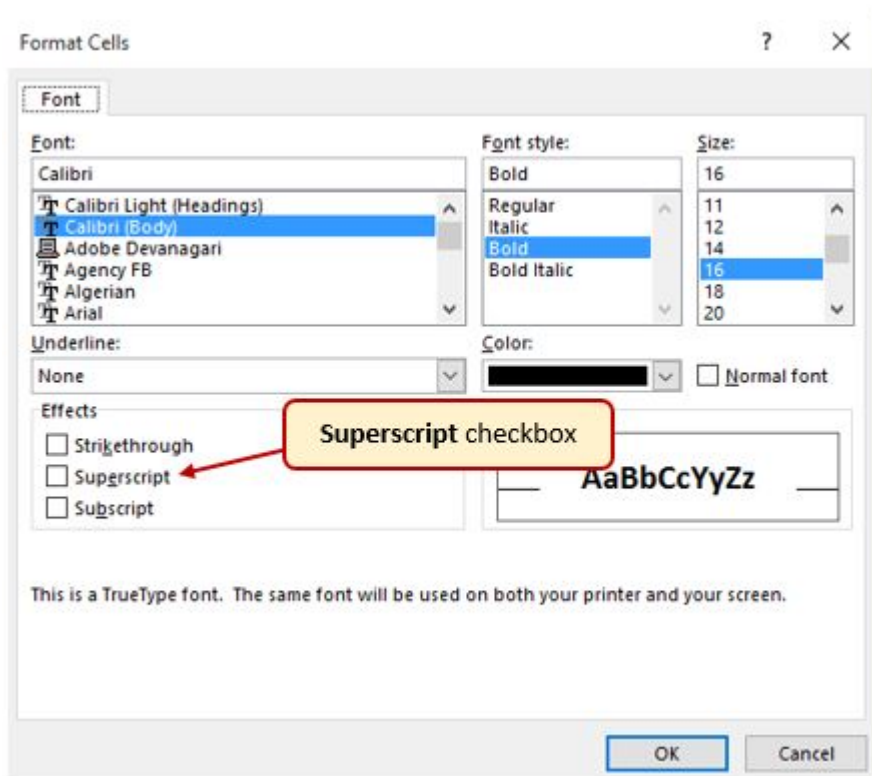 Format Cells ? ×
Font
Font: Font style: Size:
Calibri Bold 16
Calibri Light (Headings) Regular 11
Calibri (Body) Italic 12
Adobe Devanagari Bold 14
Agency FB Bold Italic 16
Algerian 18
Arial 20
Underline: Color:
None Normal font
Effects
Strikethrough
Superscript checkbox
Superscript
Subscript
AaBbCcYyZz
This is a TrueType font. The same font will be used on both your printer and your screen.
OK Cancel